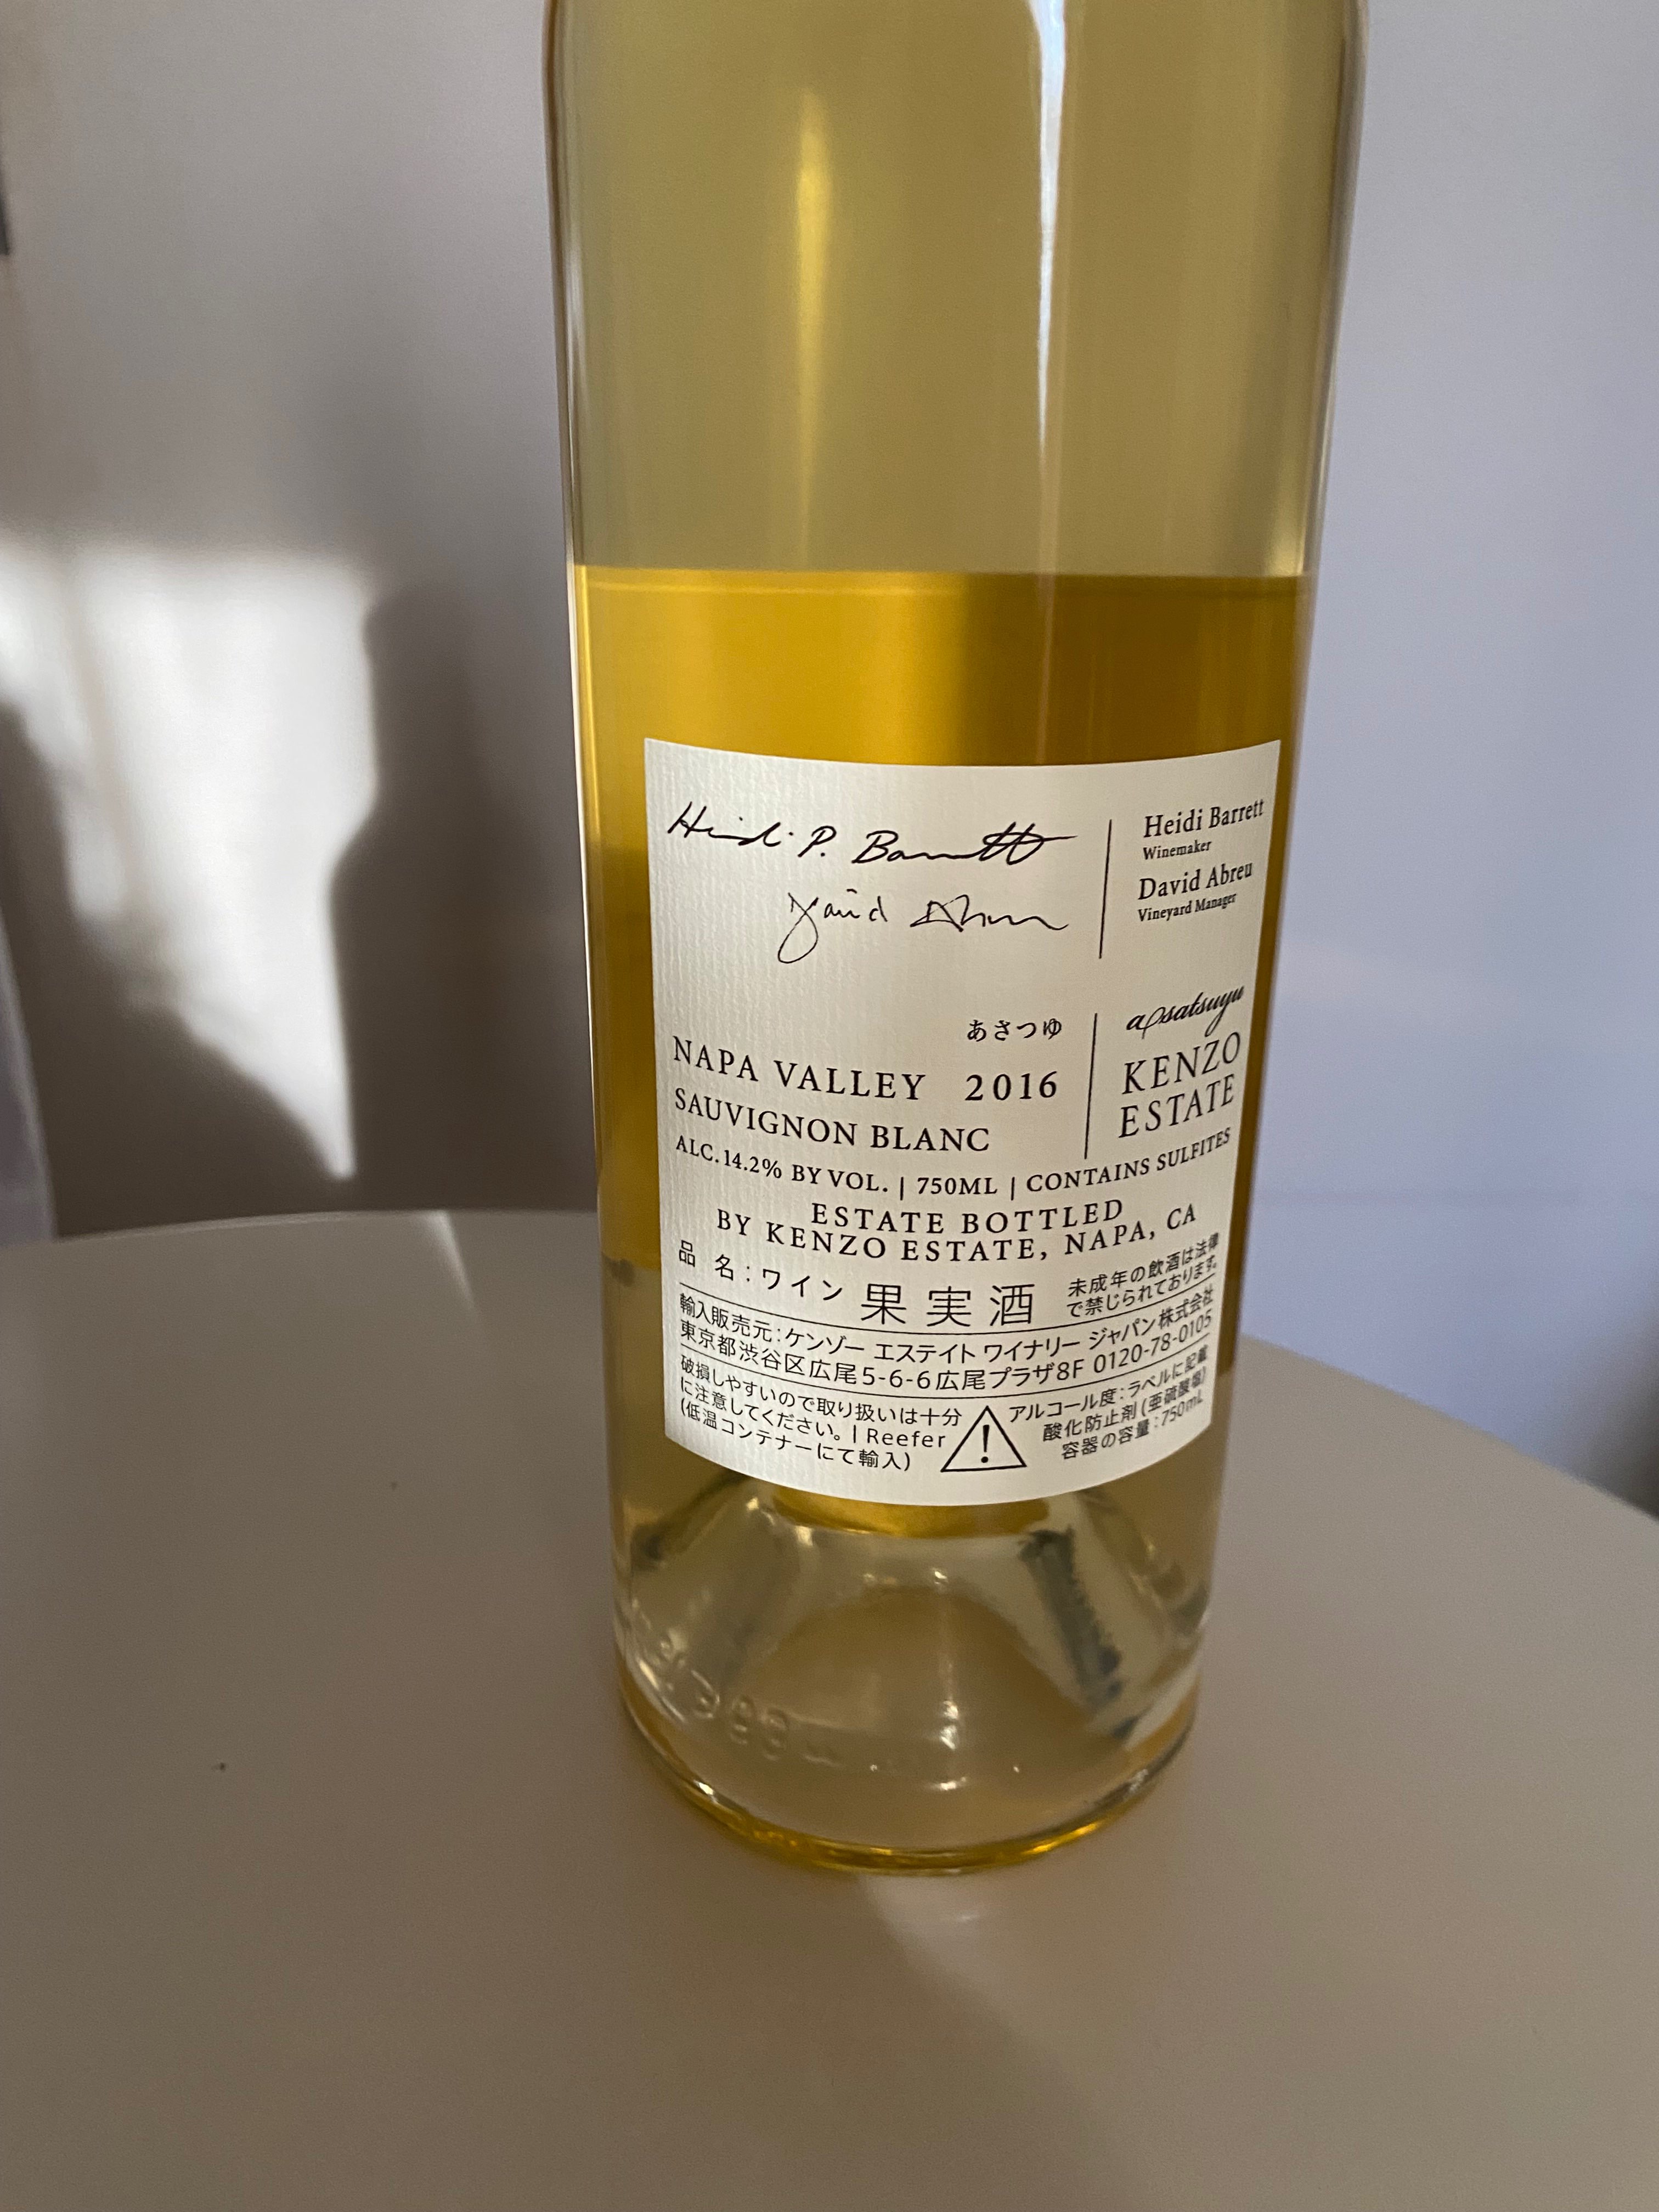 Heidi P. Barrett
Heidi Barrett
Winemaker
David Abreu
David Abreu
Vineyard Manager
あさつゆ
asatsuyu
NAPA VALLEY 2016
KENZO
ESTATE
SAUVIGNON BLANC
ALC.14.2% BY VOL. | 750ML | CONTAINS SULFITES
ESTATE BOTTLED
BY KENZO ESTATE, NAPA, CA
品 名:ワイン 果実酒
未成年の飲酒は法律
で禁じられております。
輸入販売元:ケンゾー エステイト ワイナリー ジャパン株式会社
東京都渋谷区広尾5-6-6広尾プラザ8F 0120-78-0105
破損しやすいので取り扱いは十分
に注意してください。| Reefer
(低温コンテナーにて輸入)
アルコール度:ラベルに記載
酸化防止剤(亜硫酸塩)
容器の容量:750mL